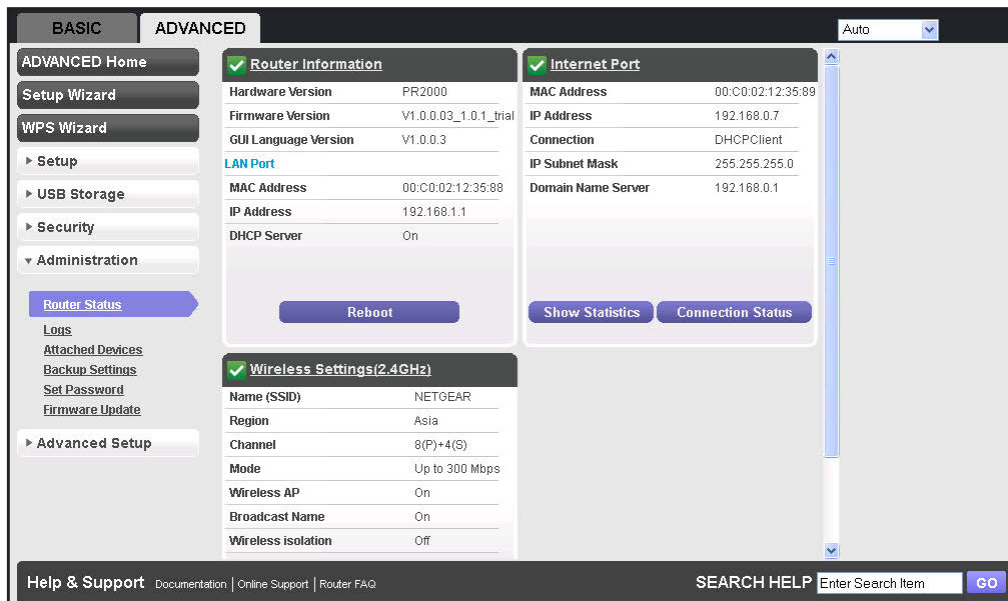 BASIC
ADVANCED
Auto
ADVANCED Home
Setup Wizard
WPS Wizard
Setup
USB Storage
Security
Administration
Router Status
Logs
Attached Devices
Backup Settings
Set Password
Firmware Update
Advanced Setup
Router Information
Hardware Version PR2000
Firmware Version V1.0.0.03_1.0.1_trial
GUI Language Version V1.0.0.3
LAN Port
MAC Address 00:C0:02:12:35:88
IP Address 192.168.1.1
DHCP Server On
Reboot
Internet Port
MAC Address 00:C0:02:12:35:89
IP Address 192.168.0.7
Connection DHCPClient
IP Subnet Mask 255.255.255.0
Domain Name Server 192.168.0.1
Show Statistics
Connection Status
Wireless Settings(2.4GHz)
Name (SSID) NETGEAR
Region Asia
Channel 8(P)+4(S)
Mode Up to 300 Mbps
Wireless AP On
Broadcast Name On
Wireless isolation Off
Help & Support Documentation | Online Support | Router FAQ
SEARCH HELP Enter Search Item GO